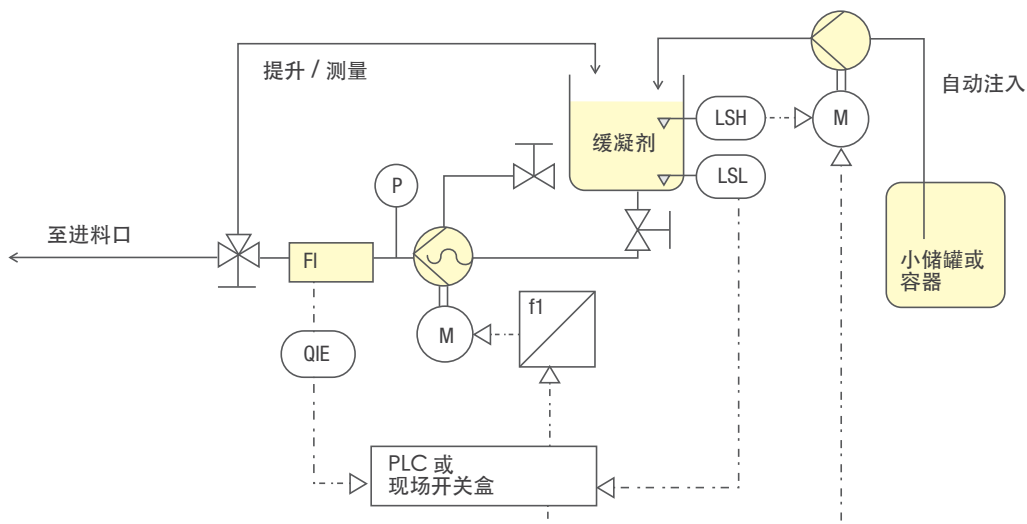 提升 / 测量
自动注入
LSH
M
缓凝剂
LSL
P
至进料口
FI
小储罐或
容器
f1
M
QIE
PLC 或
现场开关盒